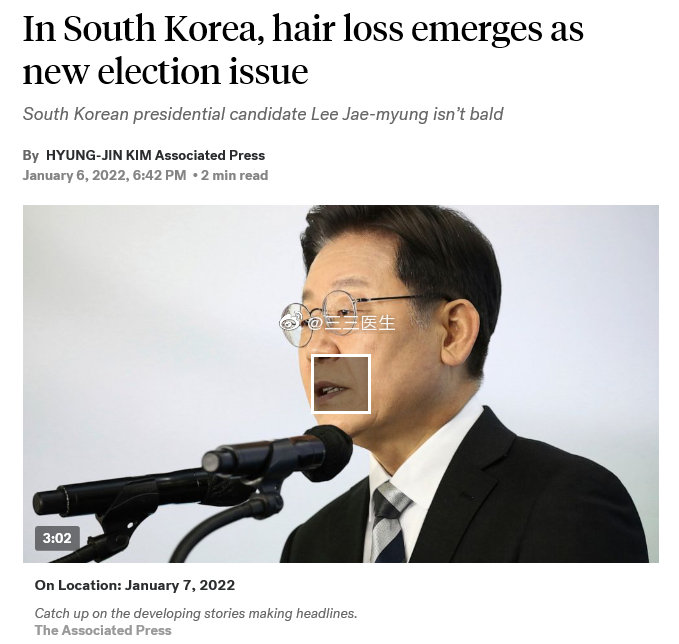 In South Korea, hair loss emerges as
new election issue
South Korean presidential candidate Lee Jae-myung isn’t bald
By HYUNG-JIN KIM Associated Press
January 6, 2022, 6:42 PM • 2 min read
@兰三医生
3:02
On Location: January 7, 2022
Catch up on the developing stories making headlines.
The Associated Press